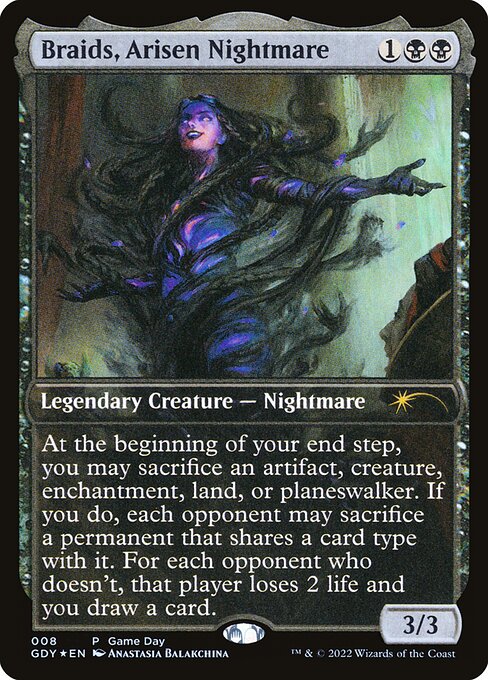 Braids, Arisen Nightmare 1
Legendary Creature — Nightmare
At the beginning of your end step,
you may sacrifice an artifact, creature,
enchantment, land, or planeswalker. If
you do, each opponent may sacrifice
a permanent that shares a card type
with it. For each opponent who
doesn't, that player loses 2 life and
you draw a card.
3/3
008 P Game Day
GDY★EN Anastasia Balakchina
™ & © 2022 Wizards of the Coast